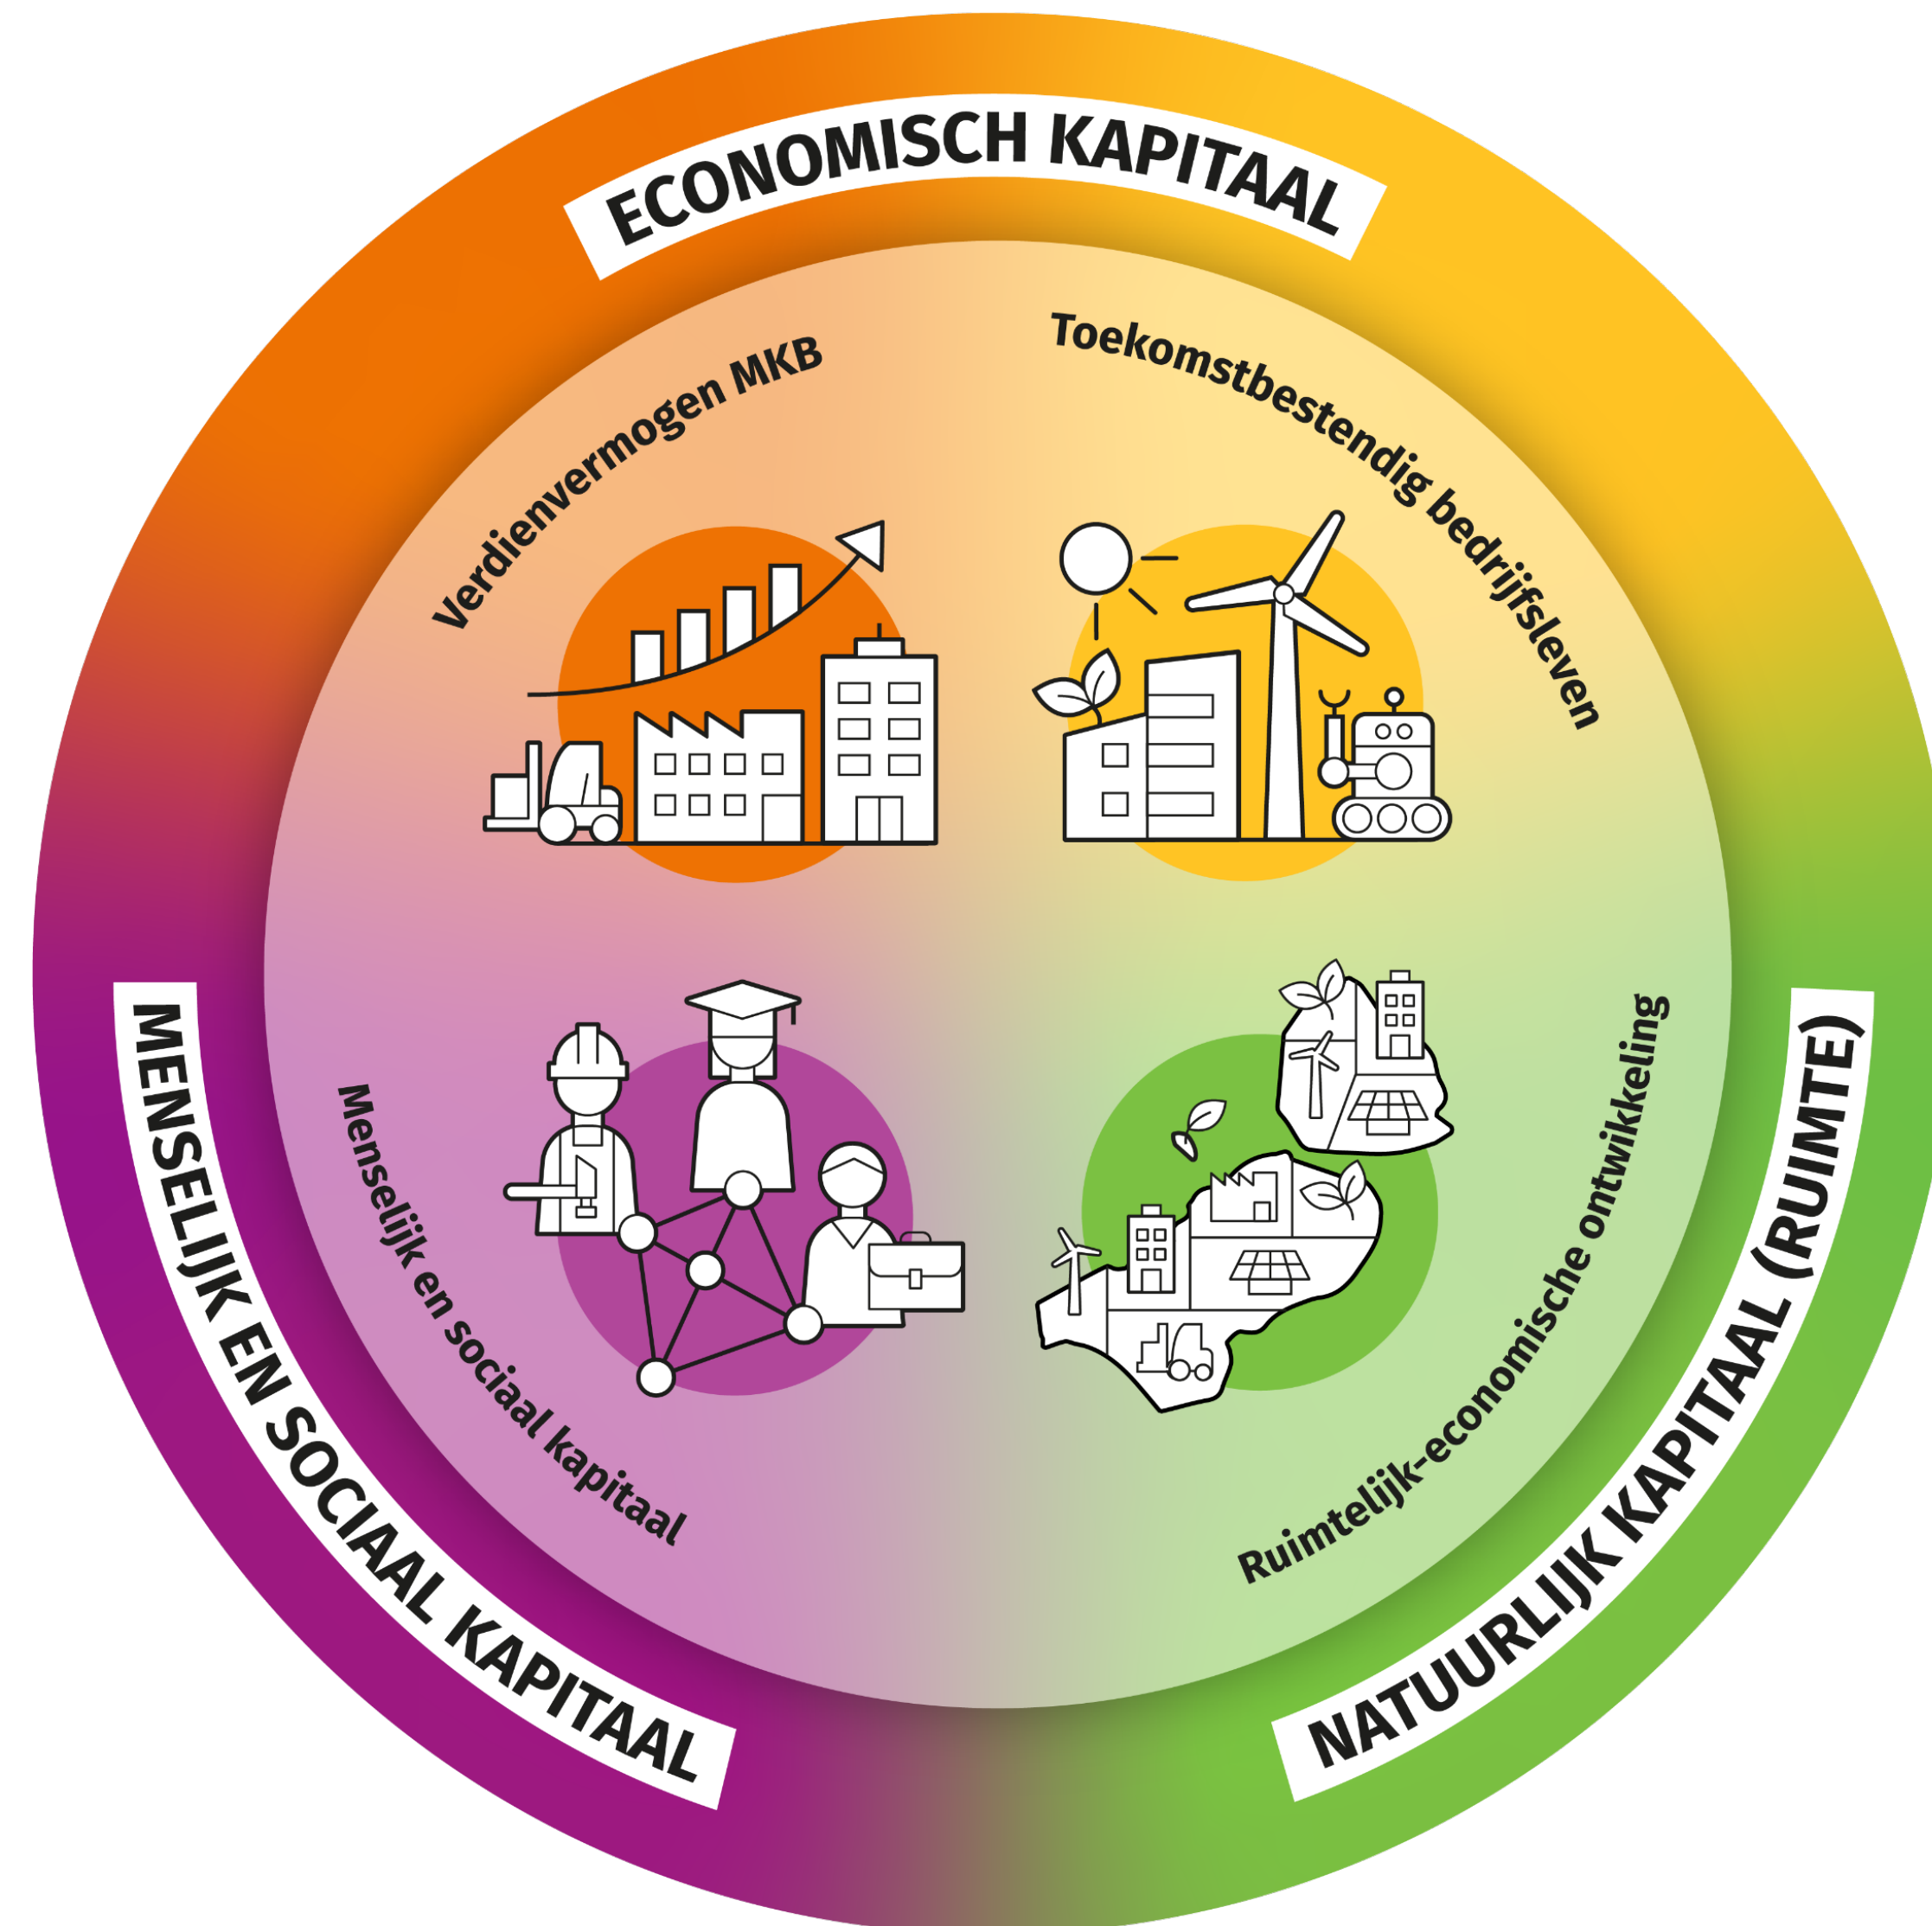 ECONOMISCH KAPITAAL
Verdienvermogen MKB
Toekomstbestendig bedrijfsleven
Menselijk en sociaal kapitaal
Ruimtelijk-economische ontwikkeling
MENSELIJK EN SOCIAAL KAPITAAL
NATUURLIJK KAPITAAL (RUIMTE)